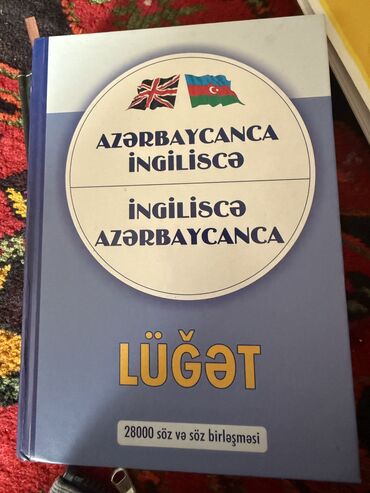 AZƏRBAYCANCA
İNGİLİSCƏ
İNGİLİSCƏ
AZƏRBAYCANCA
LÜĞƏT
28000 söz və söz birləşməsi